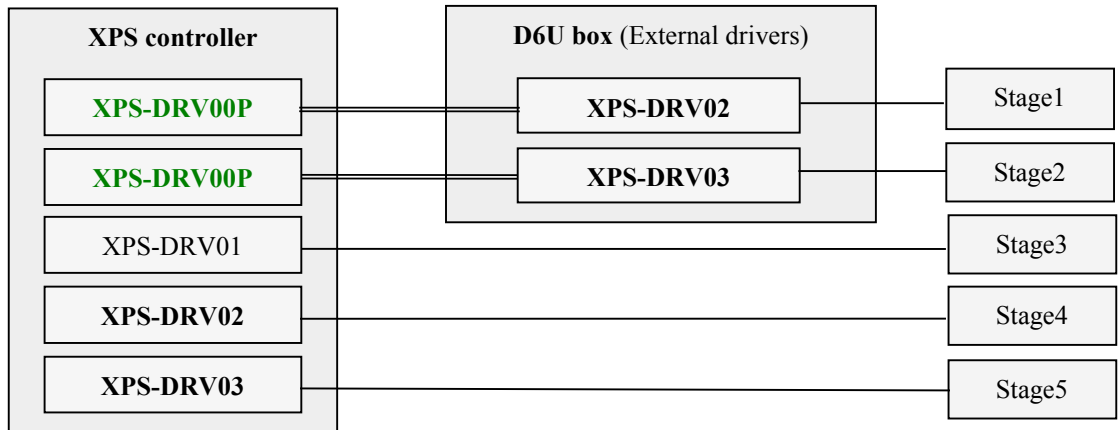 XPS controller
D6U box (External drivers)
XPS-DRV00P
XPS-DRV02
Stage1
XPS-DRV00P
XPS-DRV03
Stage2
XPS-DRV01
Stage3
XPS-DRV02
Stage4
XPS-DRV03
Stage5